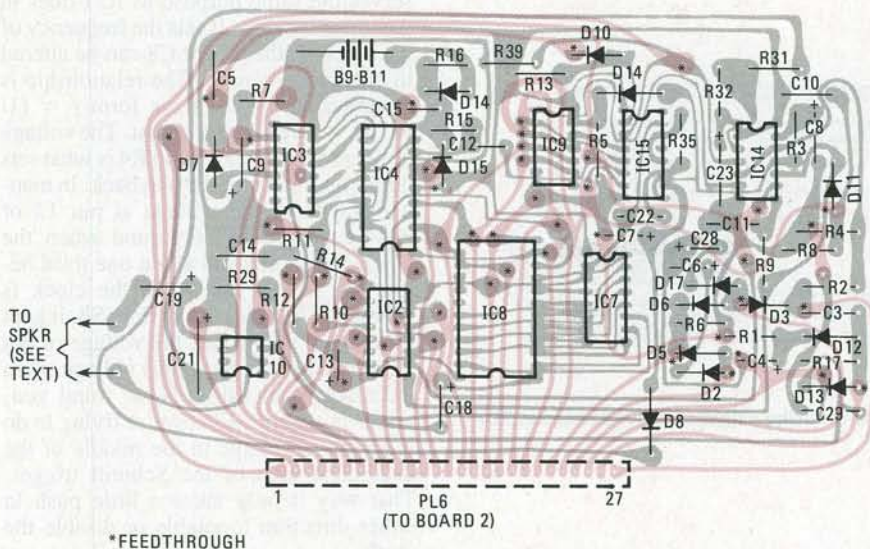 D10
R16
R39
R31
C5
R7
B9-B11
R13
D14
C10
D14
R32
C15
R15
C8
IC3
IC9
R5
IC15
R35
IC14
R3
D7
C9
IC4
C12
D15
C23
D11
R11
C22
C7
C11
R4
C28
C14
R14
C6
R9
R8
C19
R29
R12
R10
IC2
IC8
IC7
D17
R2
D6
D3
C3
TO
SPKR
(SEE
TEXT)
R6
R1
D12
C21
IC
10
C13
D5
C4
R17
D2
D13
C18
D8
C29
1
27
PL6
(TO BOARD 2)
*FEEDTHROUGH